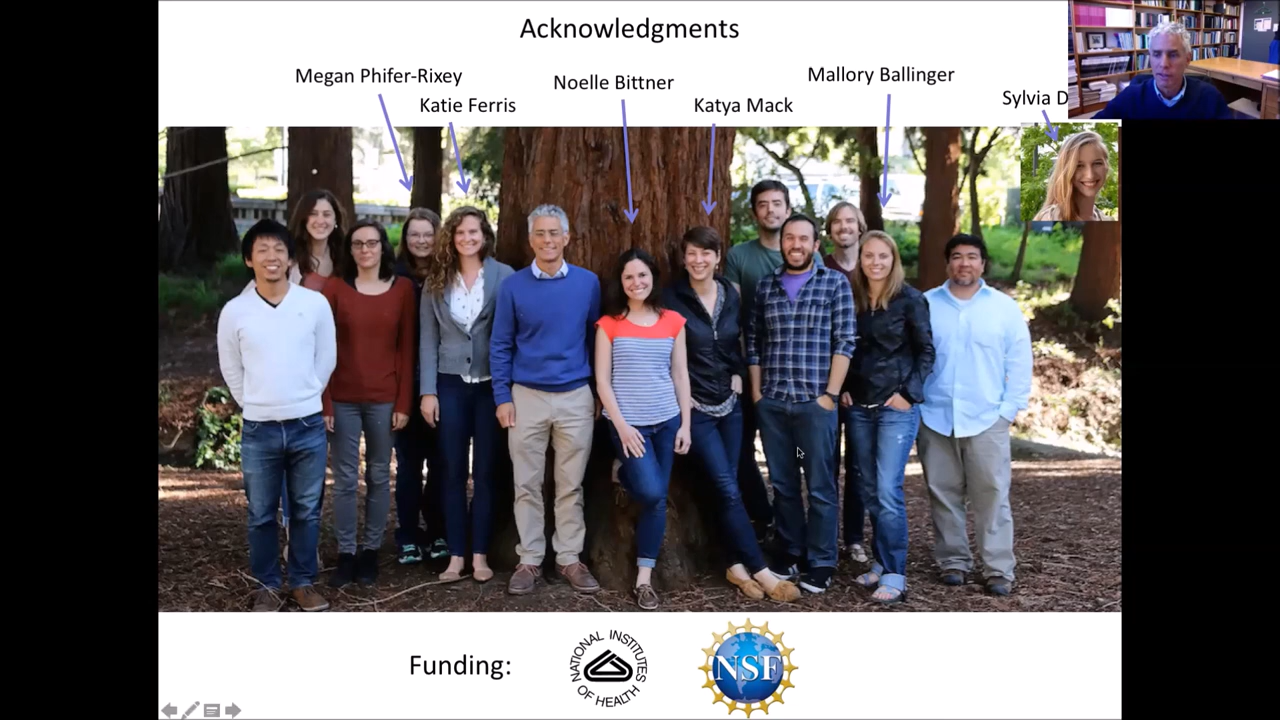 Acknowledgments
Megan Phifer-Rixey
Katie Ferris
Noelle Bittner
Katya Mack
Mallory Ballinger
Sylvia D
Funding:
NATIONAL INSTITUTES
OF HEALTH
NSF